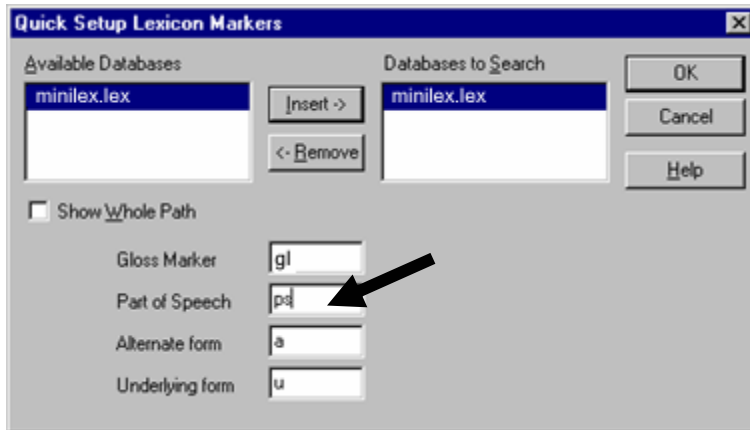 Quick Setup Lexicon Markers
Available Databases
minilex.lex
Insert ->
<- Remove
Databases to Search
minilex.lex
OK
Cancel
Help
Show Whole Path
Gloss Marker gl
Part of Speech ps
Alternate form a
Underlying form u